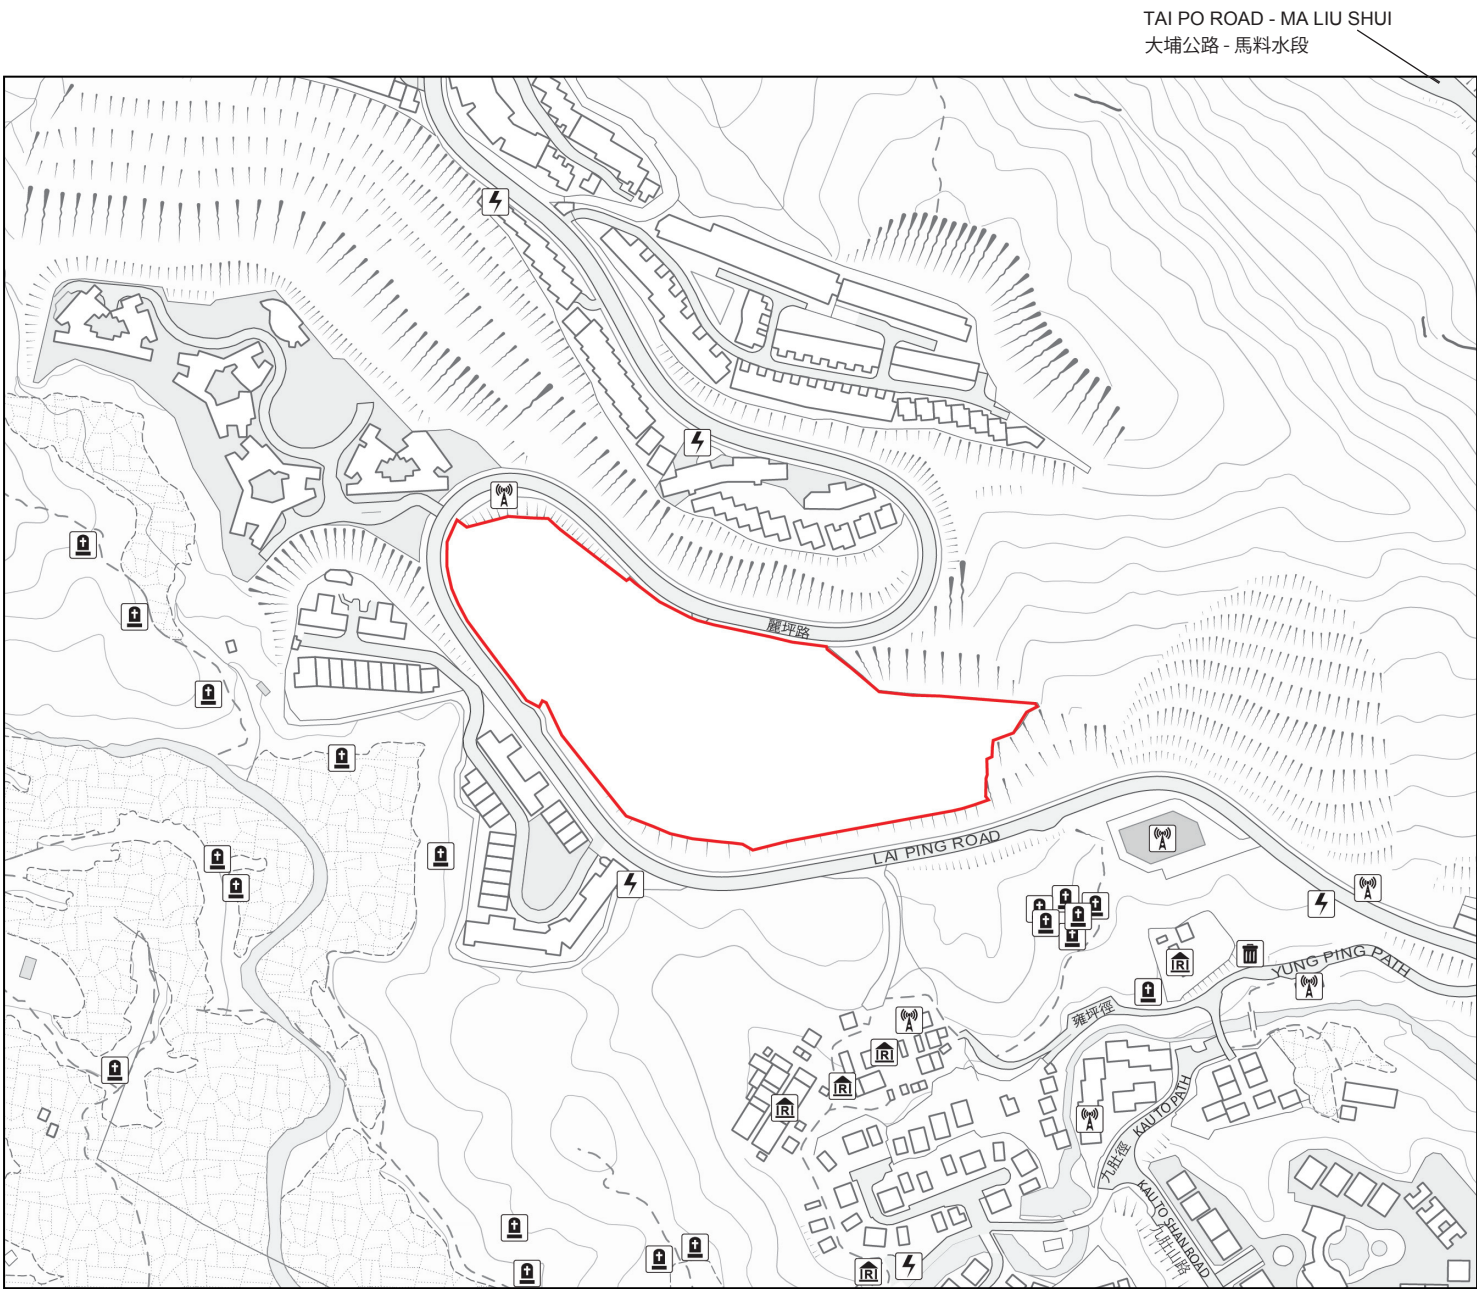 TAI PO ROAD - MA LIU SHUI
大埔公路 - 馬料水段
麗坪路
LAI PING ROAD
YUNG PING PATH
雍坪徑
KAU TO PATH
九肚徑
KAU TO SHAN ROAD
九肚山路
R
R
R
R
R